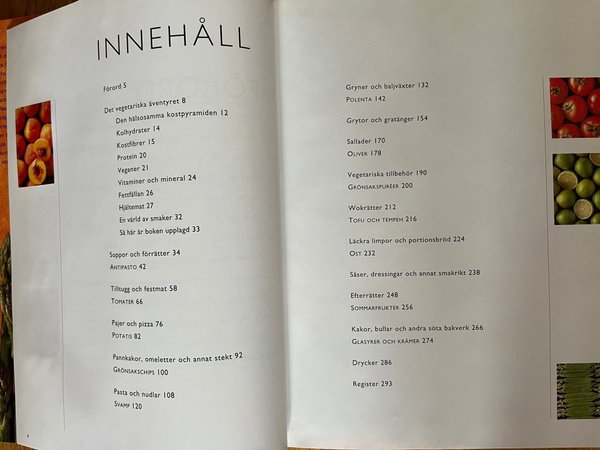 INNEHÅLL
Förord 5
Det vegetariska äventyret 8
Den hälsosamma kostpyramiden 12
Kolhydrater 14
Kostfibrer 15
Protein 20
Veganer 21
Vitaminer och mineral 24
Fettfällan 26
Hjältemat 27
En värld av smaker 32
Så här är boken upplagd 33
Soppor och förrätter 34
ANTIPASTO 42
Tilltugg och festmat 58
TOMATER 66
Pajer och pizza 76
POTATIS 82
Pannkakor, omeletter och annat stekt 92
GRÖNSAKSCHIPS 100
Pasta och nudlar 108
SVAMP 120
Gryner och baljväxter 132
POLENTA 142
Grytor och gratänger 154
Sallader 170
OLIVER 178
Vegetariska tillbehör 190
GRÖNSAKSPURÉER 200
Wokrätter 212
TOFU OCH TEMPEH 216
Läckra limpor och portionsbröd 224
OST 232
Såser, dressingar och annat smakrikt 238
Efterrätter 248
SOMMARFRUKTER 256
Kakor, bullar och andra söta bakverk 266
GLASYRER OCH KRÄMER 274
Drycker 286
Register 293